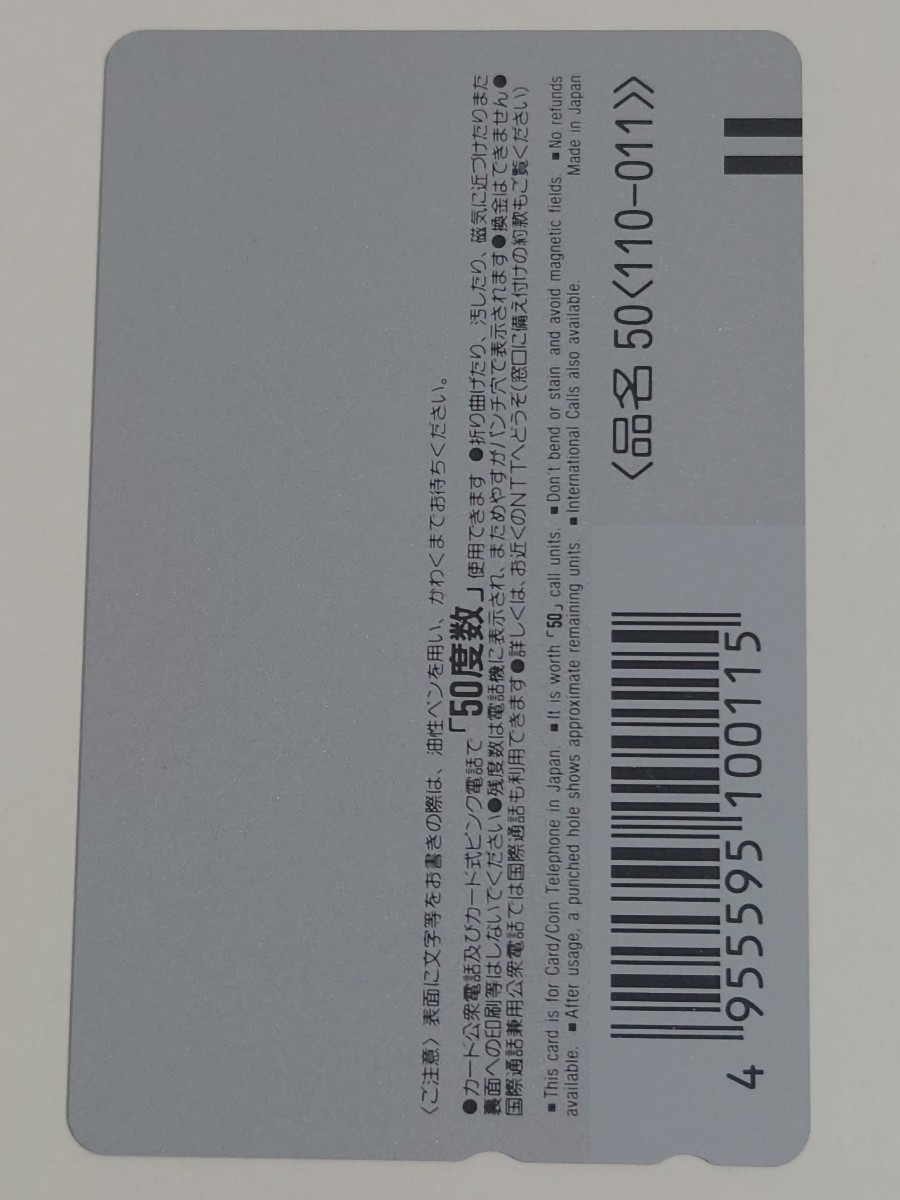 〈ご注意〉表面に文字等をお書きの際は、油性ペンを用い、かわくまでお待ちください。
●カード公衆電話及びカード式ピンク電話で「50度数」使用できます ●折り曲げたり、汚したり、磁気に近づけたりまた
裏面への印刷等はしないでください●残度数は電話機に表示され、まためやすがパンチ穴で表示されます●換金はできません●
国際通話兼用公衆電話では国際通話も利用できます●詳しくは、お近くのNTTへどうぞ(窓口に備え付けの約款もご覧ください)
■This card is for Card/Coin Telephone in Japan. ■It is worth「50」call units. ■Don't bend or stain and avoid magnetic fields. ■No refunds
available. ■After usage, a punched hole shows approximate remaining units. ■International Calls also available. Made in Japan
〈品名 50〈110-011〉〉
4 955595 100115